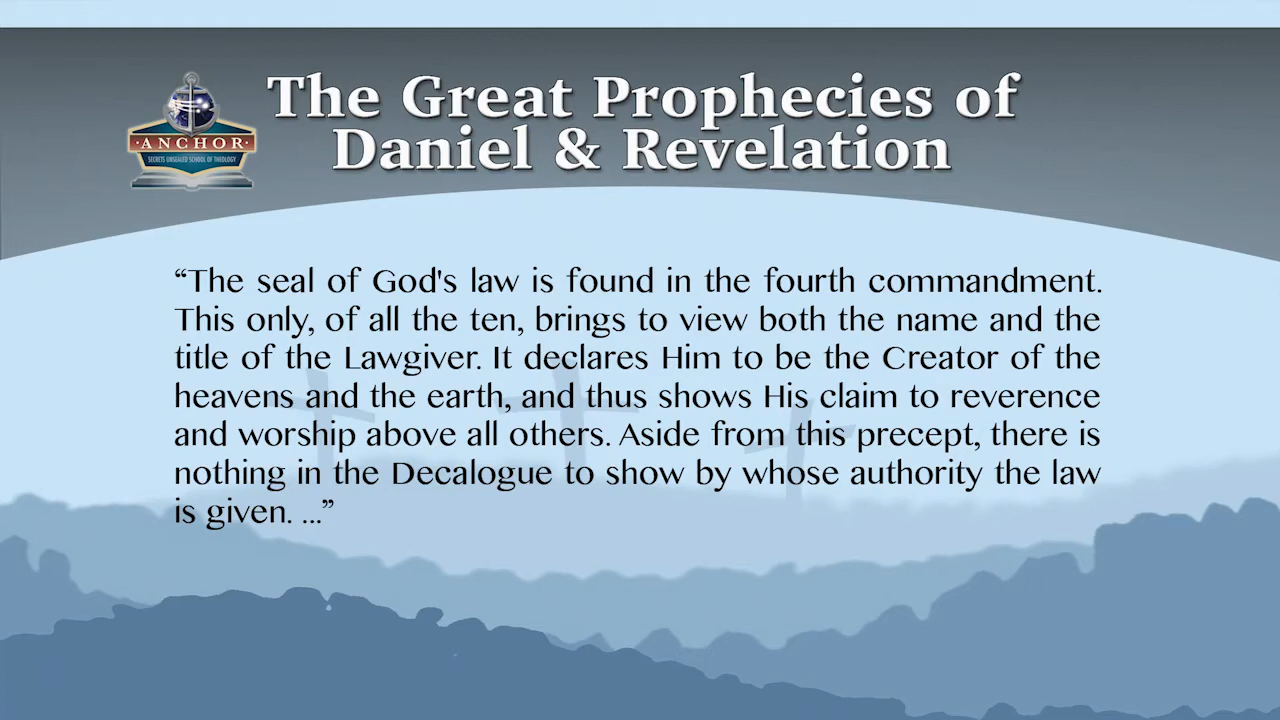 The Great Prophecies of
Daniel & Revelation
·ANCHOR·
SECRETS UNSEALED SCHOOL OF THEOLOGY
“The seal of God's law is found in the fourth commandment.
This only, of all the ten, brings to view both the name and the
title of the Lawgiver. It declares Him to be the Creator of the
heavens and the earth, and thus shows His claim to reverence
and worship above all others. Aside from this precept, there is
nothing in the Decalogue to show by whose authority the law
is given. ...”